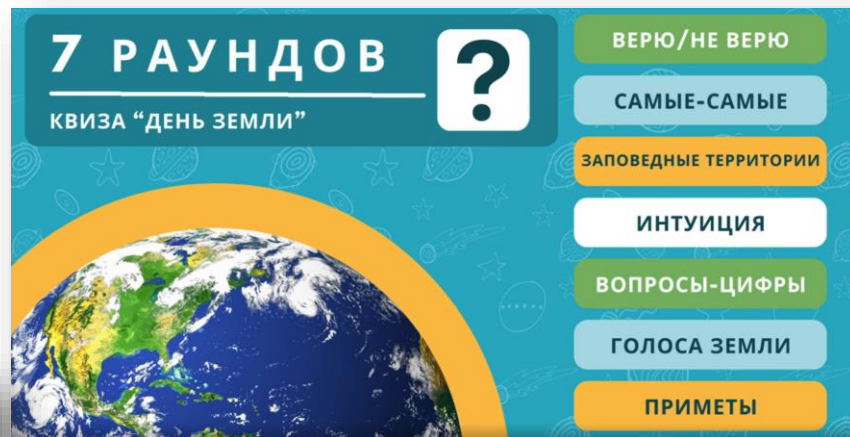 7 РАУНДОВ
?
КВИЗА “ДЕНЬ ЗЕМЛИ”
ВЕРЮ/НЕ ВЕРЮ
САМЫЕ-САМЫЕ
ЗАПОВЕДНЫЕ ТЕРРИТОРИИ
ИНТУИЦИЯ
ВОПРОСЫ-ЦИФРЫ
ГОЛОСА ЗЕМЛИ
ПРИМЕТЫ